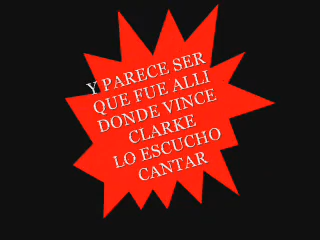 Y PARECE SER
QUE FUE ALLI
DONDE VINCE
CLARKE
LO ESCUCHO
CANTAR